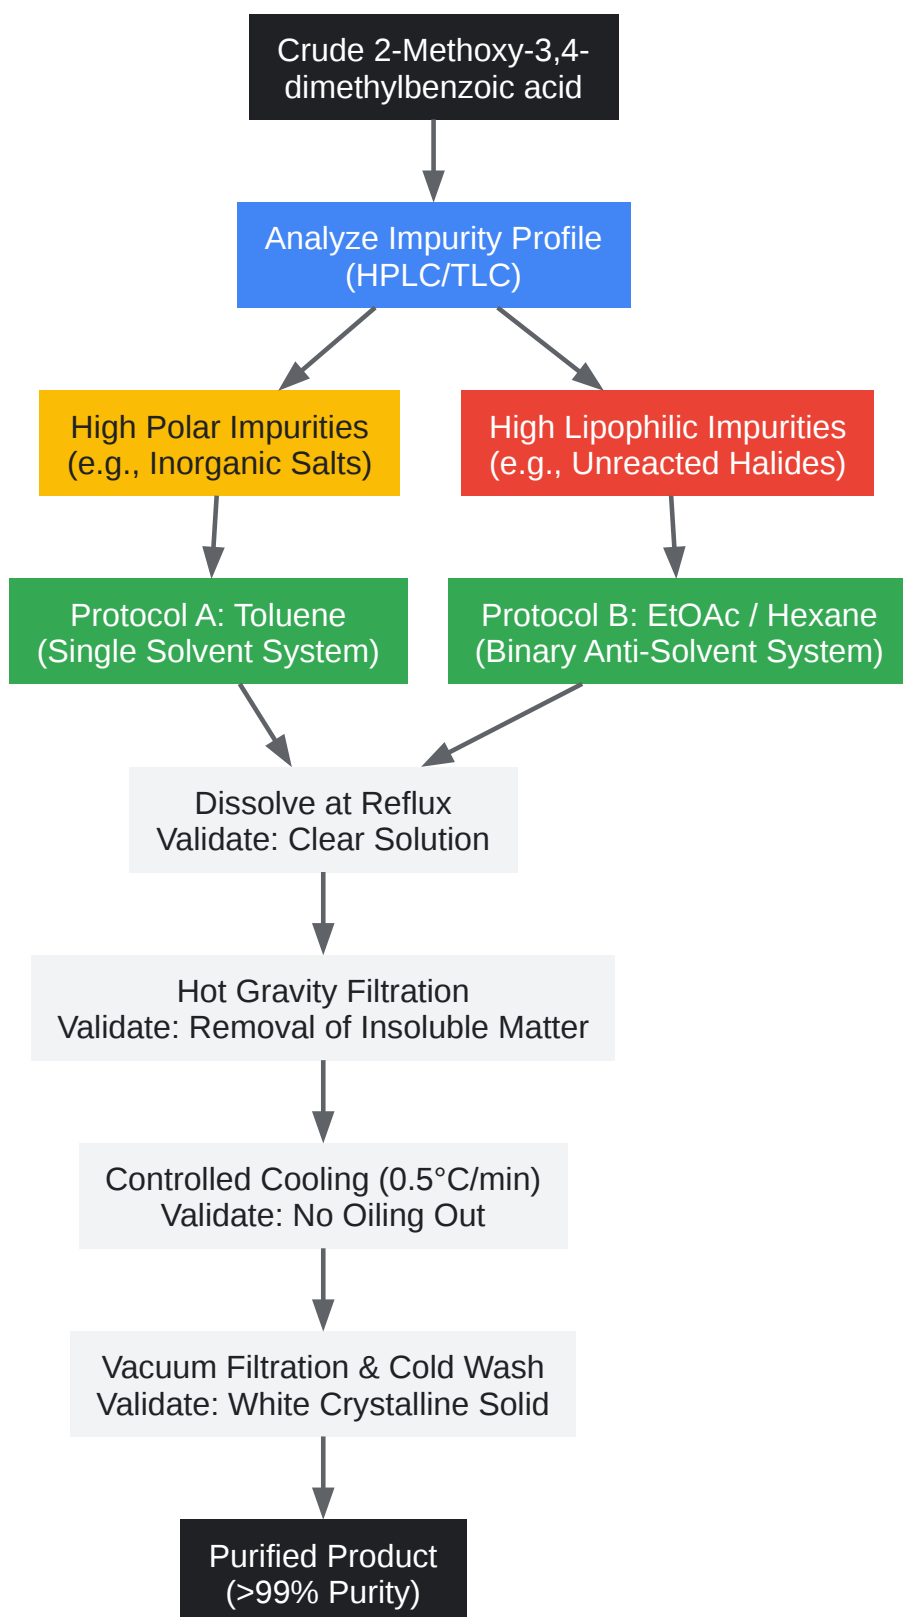 Crude 2-Methoxy-3,4-
dimethylbenzoic acid
Analyze Impurity Profile
(HPLC/TLC)
High Polar Impurities
(e.g., Inorganic Salts)
High Lipophilic Impurities
(e.g., Unreacted Halides)
Protocol A: Toluene
(Single Solvent System)
Protocol B: EtOAc / Hexane
(Binary Anti-Solvent System)
Dissolve at Reflux
Validate: Clear Solution
Hot Gravity Filtration
Validate: Removal of Insoluble Matter
Controlled Cooling (0.5°C/min)
Validate: No Oiling Out
Vacuum Filtration & Cold Wash
Validate: White Crystalline Solid
Purified Product
(>99% Purity)